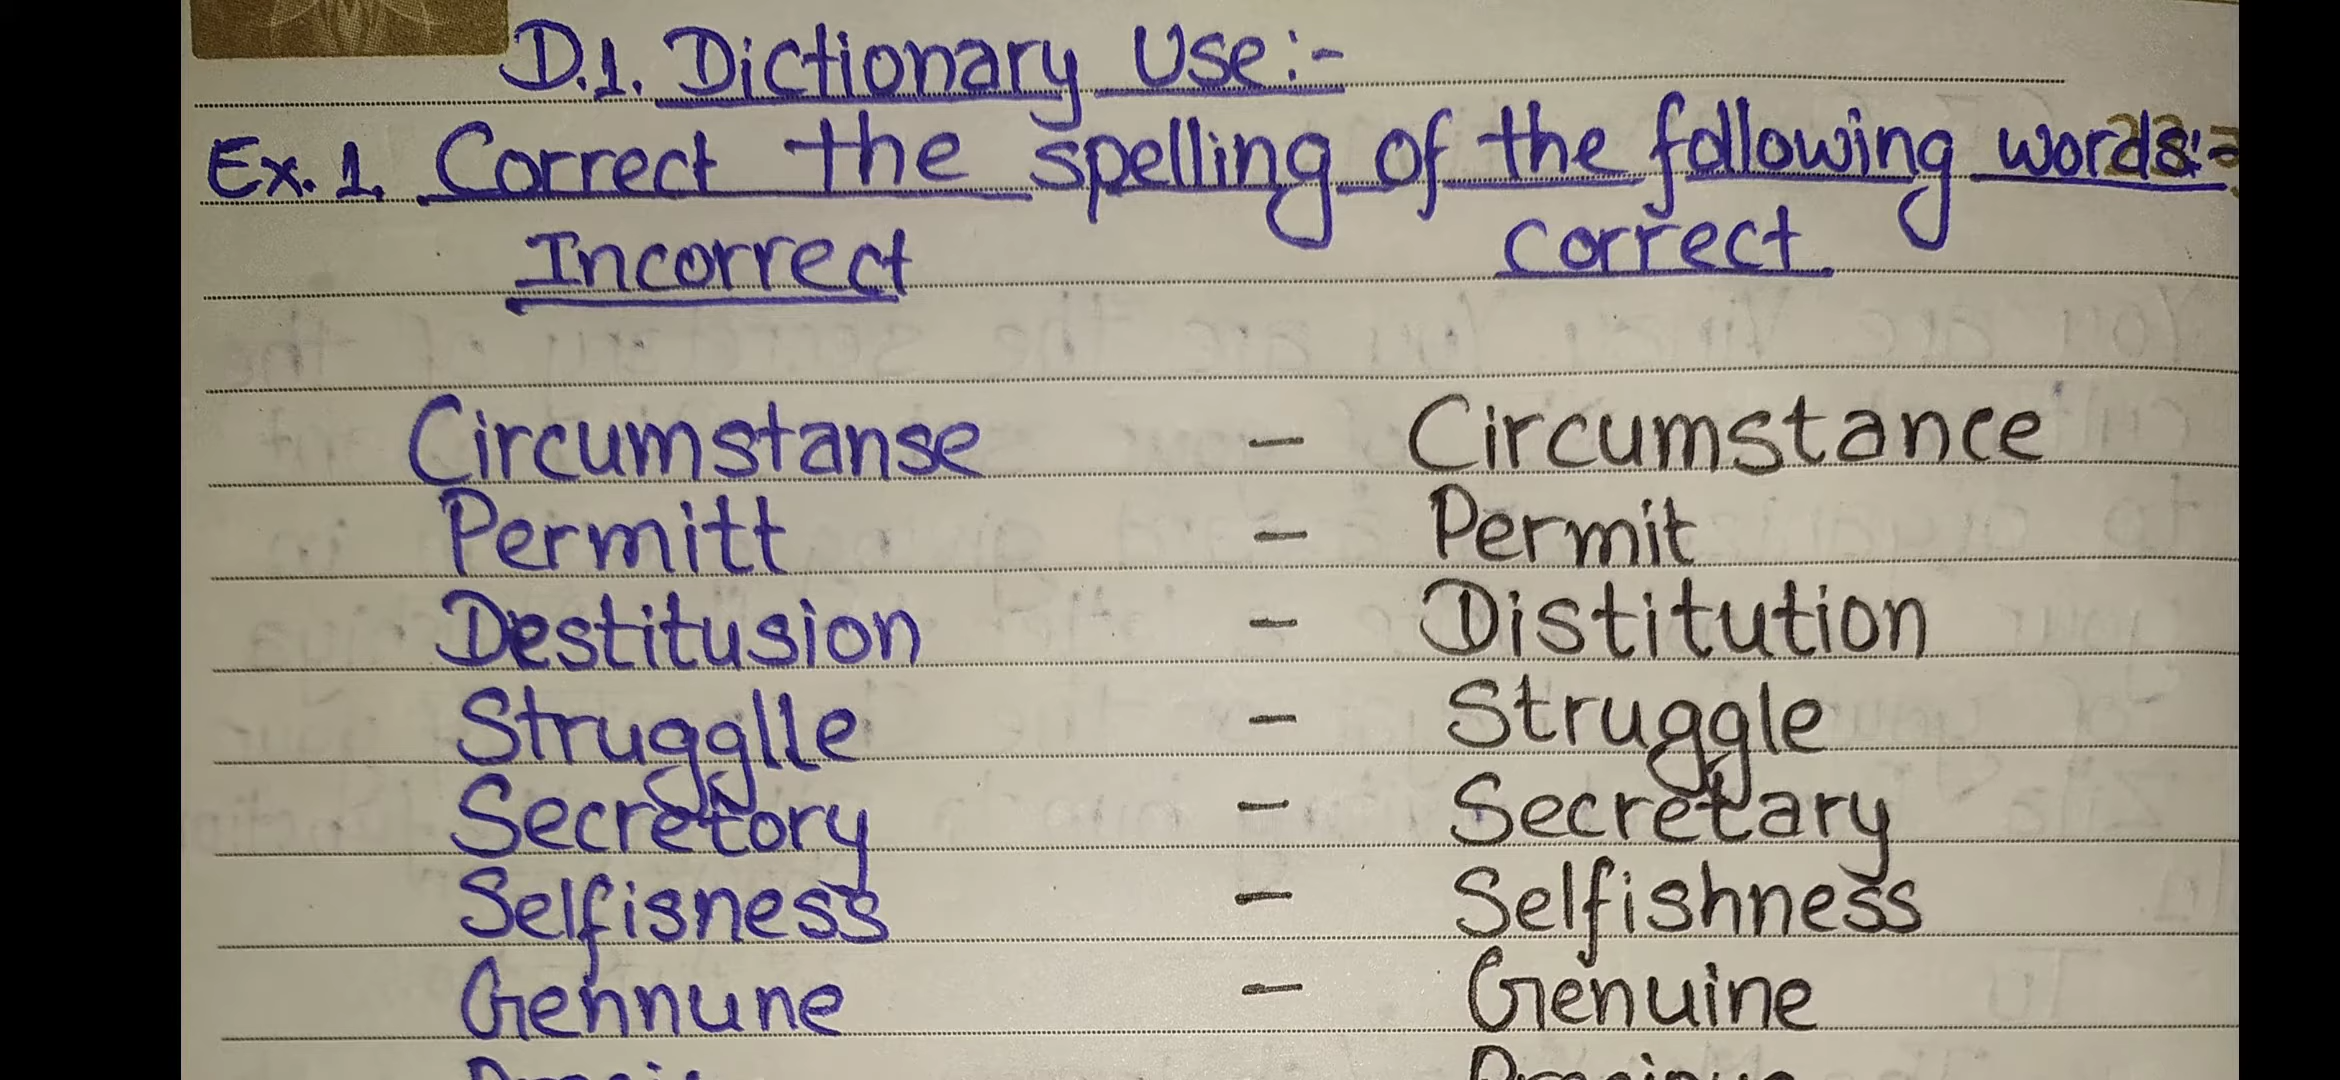 D.1. Dictionary Use:-
Ex. 1. Correct the spelling of the following words:-
Incorrect correct
Circumstanse - Circumstance
Permitt - Permit
Destitusion - Distitution
Strugglle - Struggle
Secretory - Secretary
Selfisness - Selfishness
Gennune - Genuine